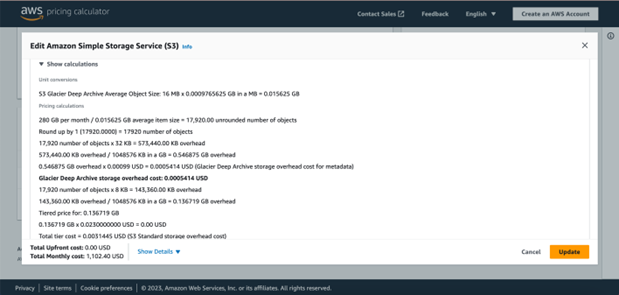 aws pricing calculator
Contact Sales
Feedback
English
Create an AWS Account
Edit Amazon Simple Storage Service (S3) Info
Show calculations
Unit conversions
S3 Glacier Deep Archive Average Object Size: 16 MB x 0.0009765625 GB in a MB = 0.015625 GB
Pricing calculations
280 GB per month / 0.015625 GB average item size = 17,920.00 unrounded number of objects
Round up by 1 (17920.0000) = 17920 number of objects
17,920 number of objects x 32 KB = 573,440.00 KB overhead
573,440.00 KB overhead / 1048576 KB in a GB = 0.546875 GB overhead
0.546875 GB overhead x 0.00099 USD = 0.0005414 USD (Glacier Deep Archive storage overhead cost for metadata)
Glacier Deep Archive storage overhead cost: 0.0005414 USD
17,920 number of objects x 8 KB = 143,360.00 KB overhead
143,360.00 KB overhead / 1048576 KB in a GB = 0.136719 GB overhead
Tiered price for: 0.136719 GB
0.136719 GB x 0.0230000000 USD = 0.00 USD
Total tier cost = 0.0031445 USD (S3 Standard storage overhead cost)
Total Upfront cost: 0.00 USD
Total Monthly cost: 1,102.40 USD
Show Details
Cancel
Update
Privacy | Site terms | Cookie preferences | © 2023, Amazon Web Services, Inc. or its affiliates. All rights reserved.